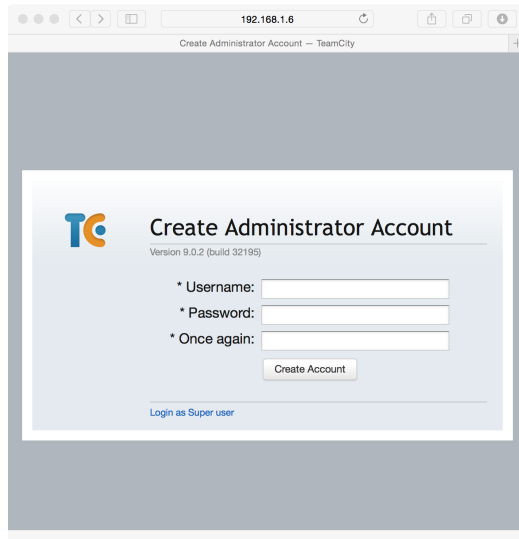 192.168.1.6
Create Administrator Account — TeamCity
TC
Create Administrator Account
Version 9.0.2 (build 32195)
* Username:
* Password:
* Once again:
Create Account
Login as Super user